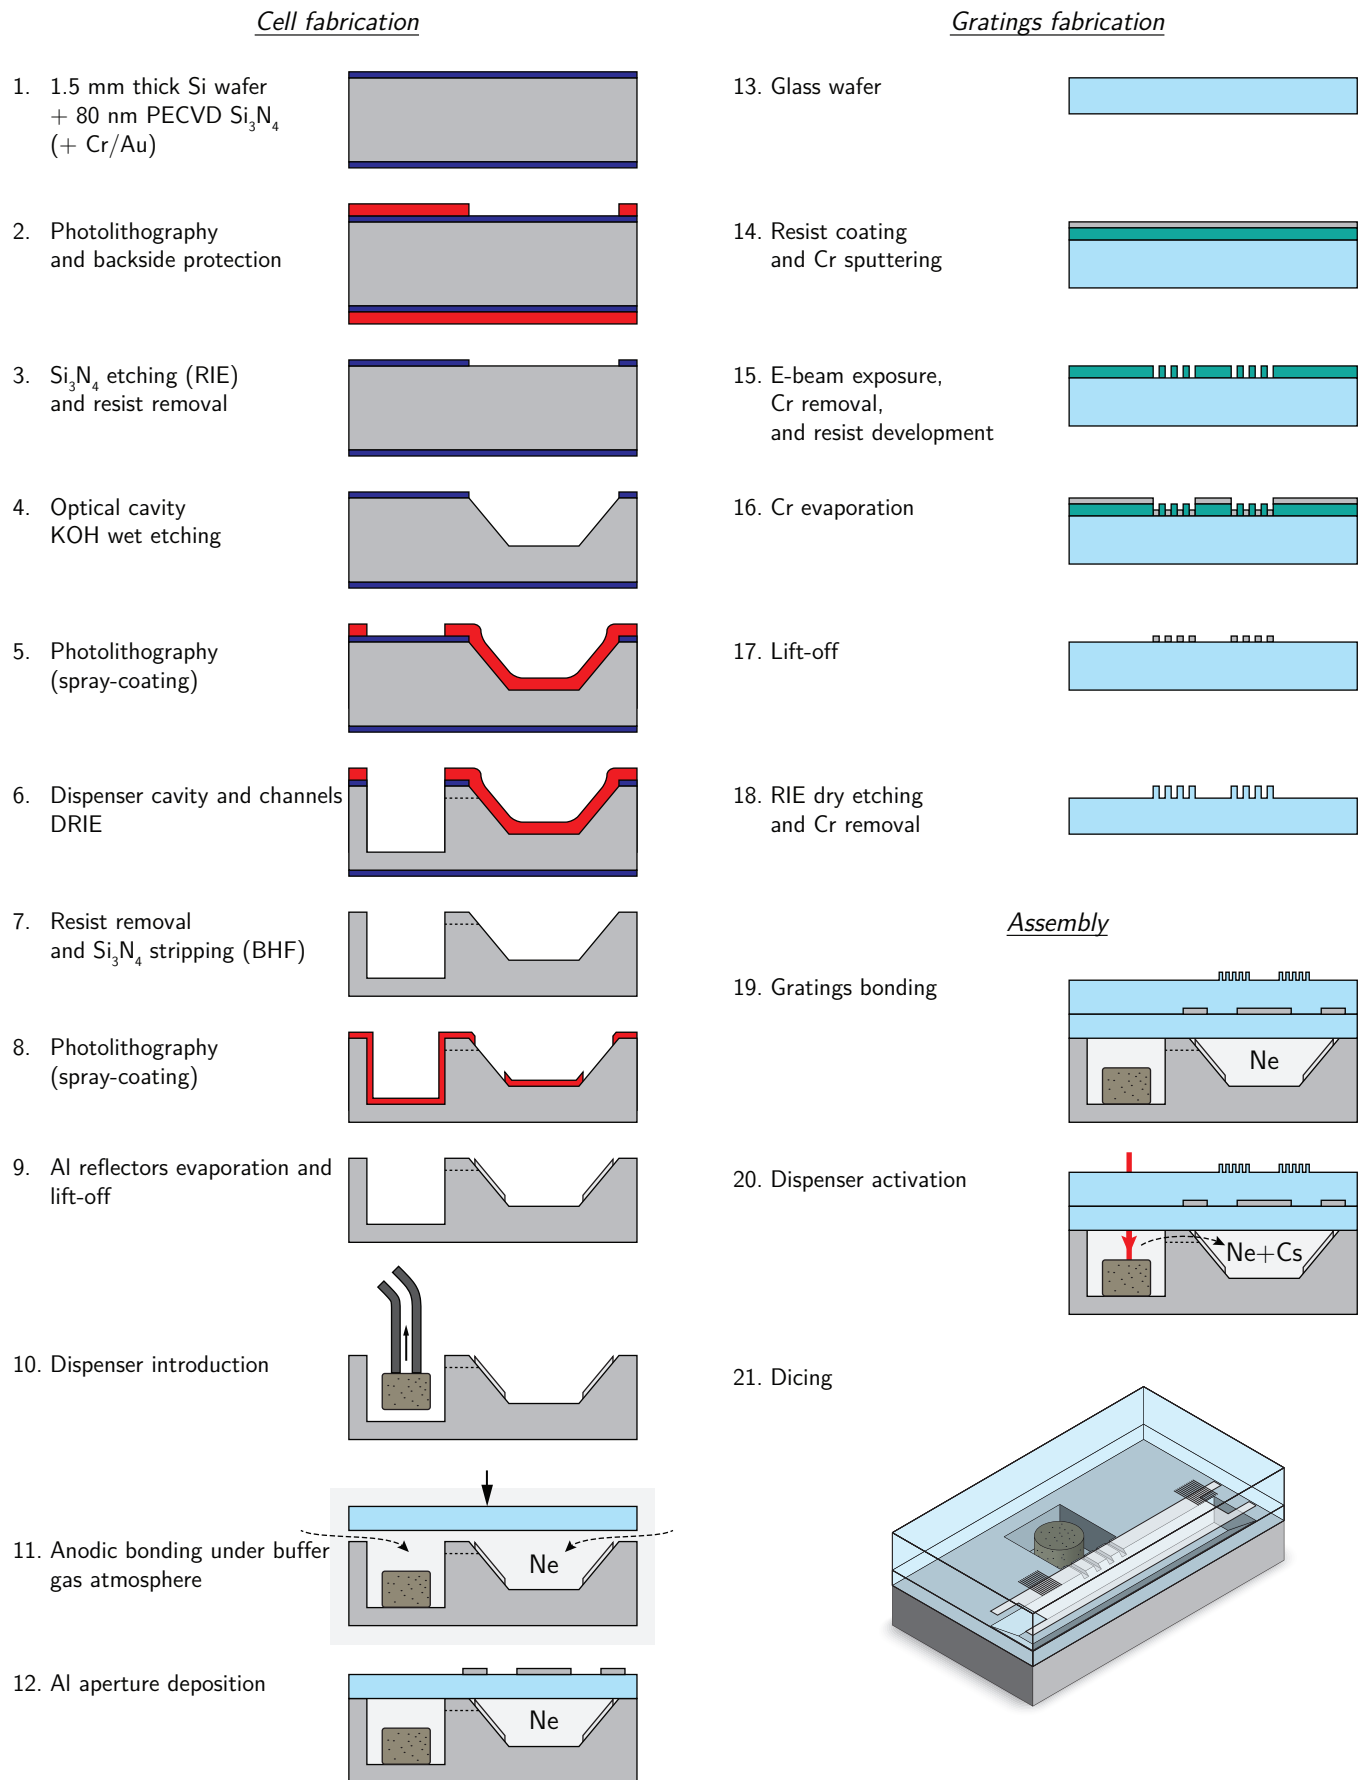 Cell fabrication
1. 1.5 mm thick Si wafer
+ 80 nm PECVD Si₃N₄
(+ Cr/Au)
2. Photolithography
and backside protection
3. Si₃N₄ etching (RIE)
and resist removal
4. Optical cavity
KOH wet etching
5. Photolithography
(spray-coating)
6. Dispenser cavity and channels
DRIE
7. Resist removal
and Si₃N₄ stripping (BHF)
8. Photolithography
(spray-coating)
9. Al reflectors evaporation and
lift-off
10. Dispenser introduction
11. Anodic bonding under buffer
gas atmosphere
Ne
12. Al aperture deposition
Ne
Gratings fabrication
13. Glass wafer
14. Resist coating
and Cr sputtering
15. E-beam exposure,
Cr removal,
and resist development
16. Cr evaporation
17. Lift-off
18. RIE dry etching
and Cr removal
Assembly
19. Gratings bonding
Ne
20. Dispenser activation
Ne+Cs
21. Dicing